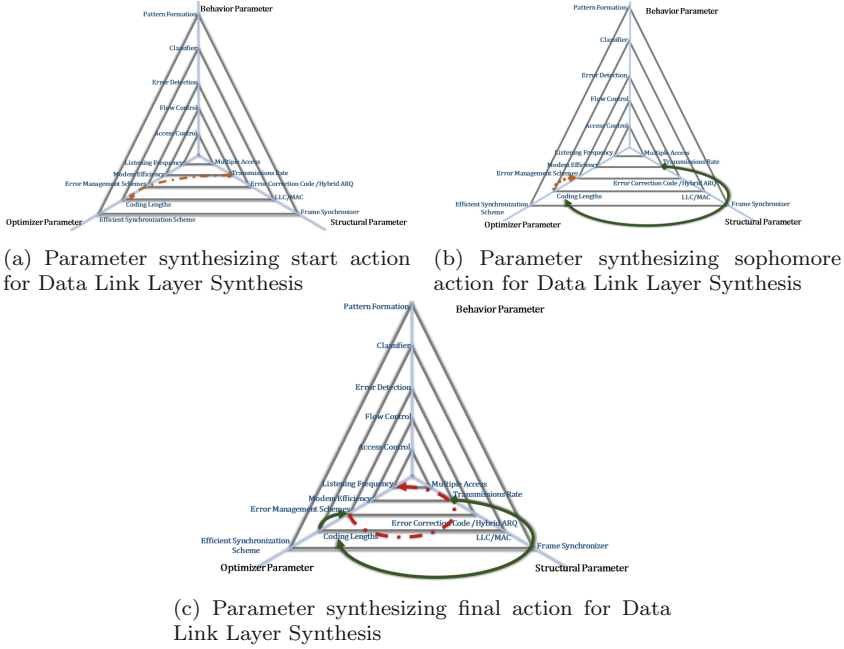 Behavior Parameter
Pattern Formation
Classifier
Error Detection
Flow Control
Access Control
Listening Frequency
Multiple Access
Modem Efficiency
Transmissions Rate
Error Management Schemes
Error Correction Code /Hybrid ARQ
Coding Lengths
LLC/MAC
Efficient Synchronization Scheme
Frame Synchronizer
Optimizer Parameter
Structural Parameter
(a) Parameter synthesizing start action
for Data Link Layer Synthesis
Pattern Formation
Behavior Parameter
Classifier
Error Detection
Flow Control
Access Control
Listening Frequency
Multiple Access
Modem Efficiency
Transmissions Rate
Error Management Schemes
Error Correction Code /Hybrid ARQ
Coding Lengths
LLC/MAC
Efficient Synchronization
Scheme
Frame Synchronizer
Optimizer Parameter
Structural Parameter
(b) Parameter synthesizing sophomore
action for Data Link Layer Synthesis
Pattern Formation
Behavior Parameter
Classifier
Error Detection
Flow Control
Access Control
Listening Frequency
Multiple Access
Modem Efficiency
Transmissions Rate
Error Management Schemes
Error Correction Code /Hybrid ARQ
Coding Lengths
LLC/MAC
Efficient Synchronization
Scheme
Frame Synchronizer
Optimizer Parameter
Structural Parameter
(c) Parameter synthesizing final action for Data
Link Layer Synthesis